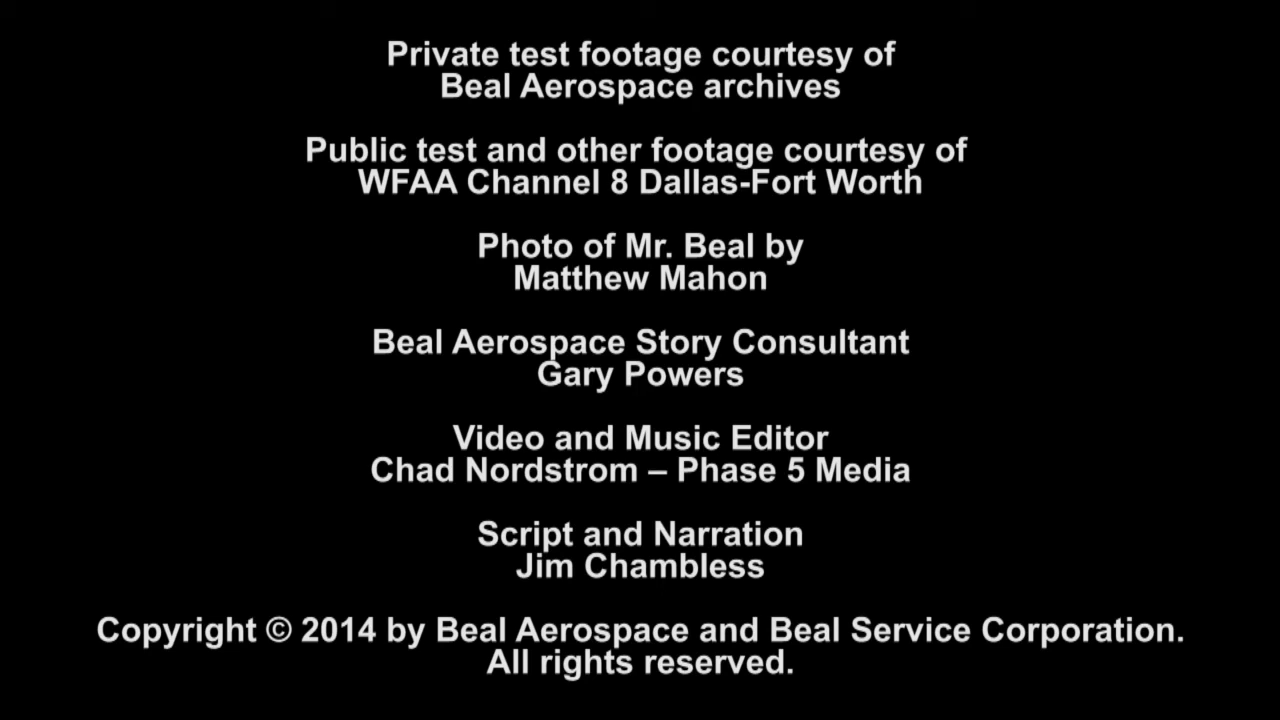 Private test footage courtesy of
Beal Aerospace archives
Public test and other footage courtesy of
WFAA Channel 8 Dallas-Fort Worth
Photo of Mr. Beal by
Matthew Mahon
Beal Aerospace Story Consultant
Gary Powers
Video and Music Editor
Chad Nordstrom – Phase 5 Media
Script and Narration
Jim Chambless
Copyright © 2014 by Beal Aerospace and Beal Service Corporation.
All rights reserved.